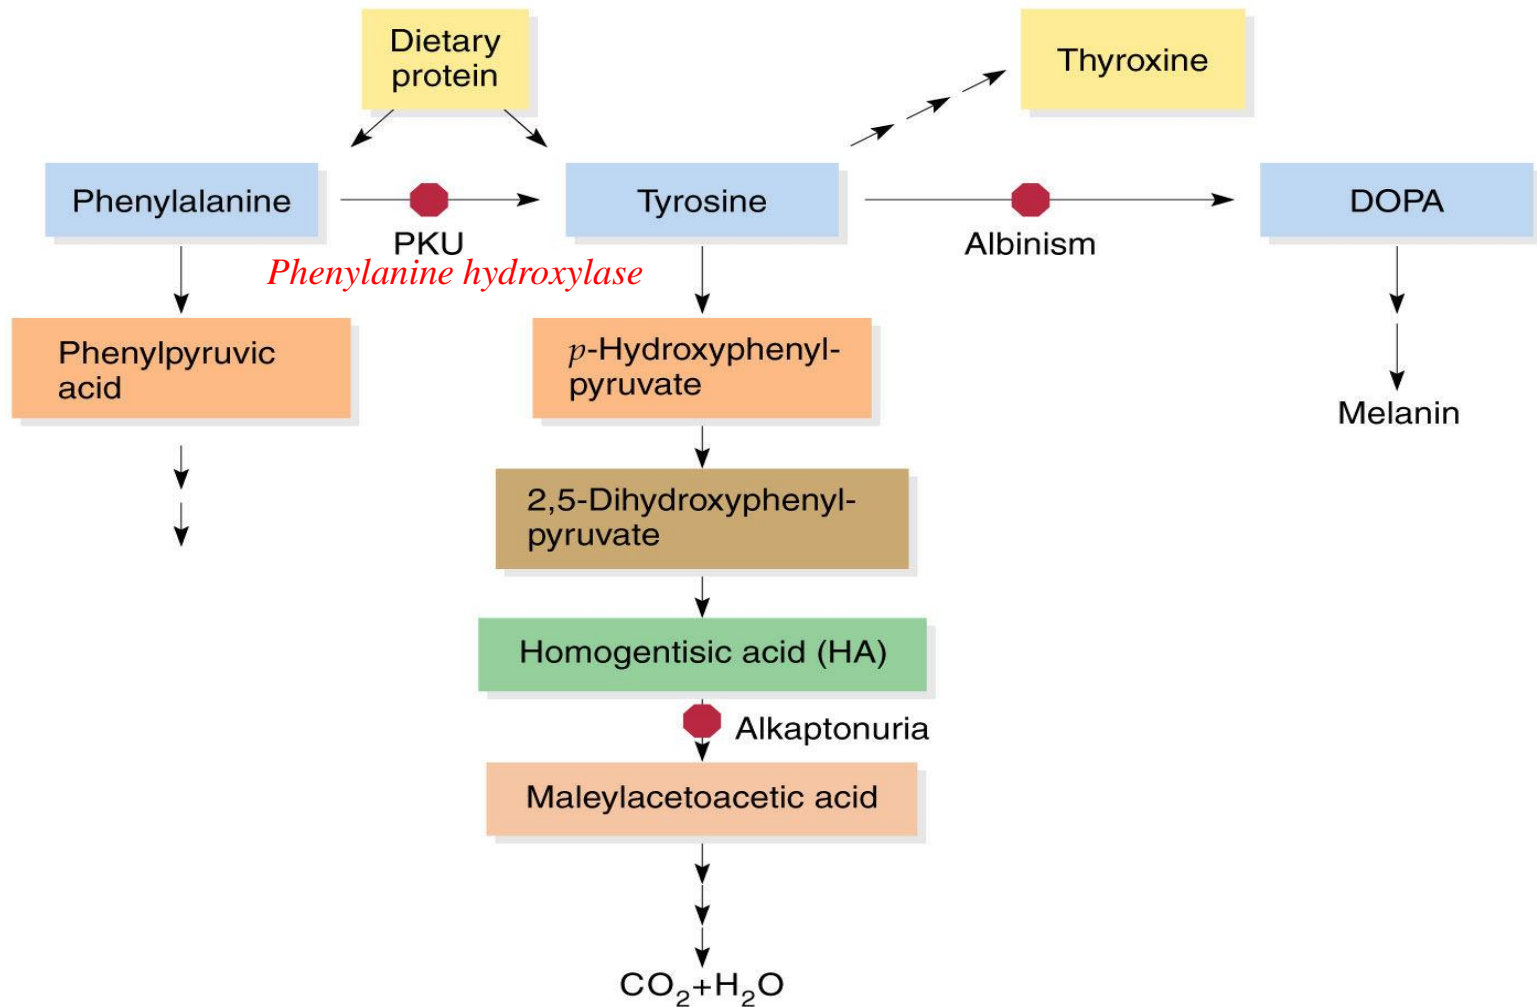 Dietary
protein
Thyroxine
Phenylalanine
Tyrosine
DOPA
PKU
Albinism
Phenylanine hydroxylase
Phenylpyruvic
acid
p-Hydroxyphenyl-
pyruvate
Melanin
2,5-Dihydroxyphenyl-
pyruvate
Homogentisic acid (HA)
Alkaptonuria
Maleylacetoacetic acid
CO₂+H₂O